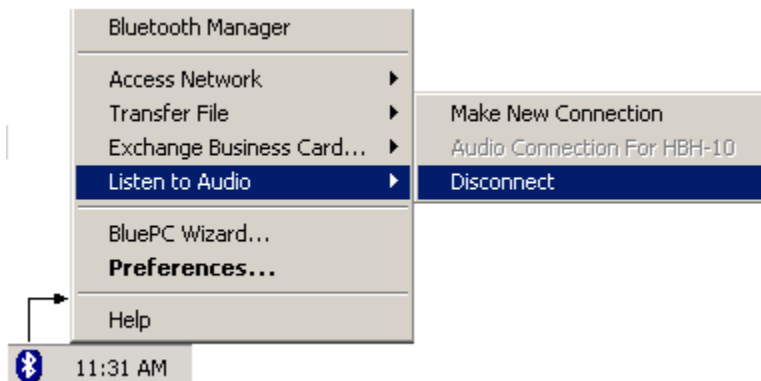 Bluetooth Manager
Access Network
Transfer File
Exchange Business Card...
Listen to Audio
BluePC Wizard...
Preferences...
Help
Make New Connection
Audio Connection For HBH-10
Disconnect
11:31 AM